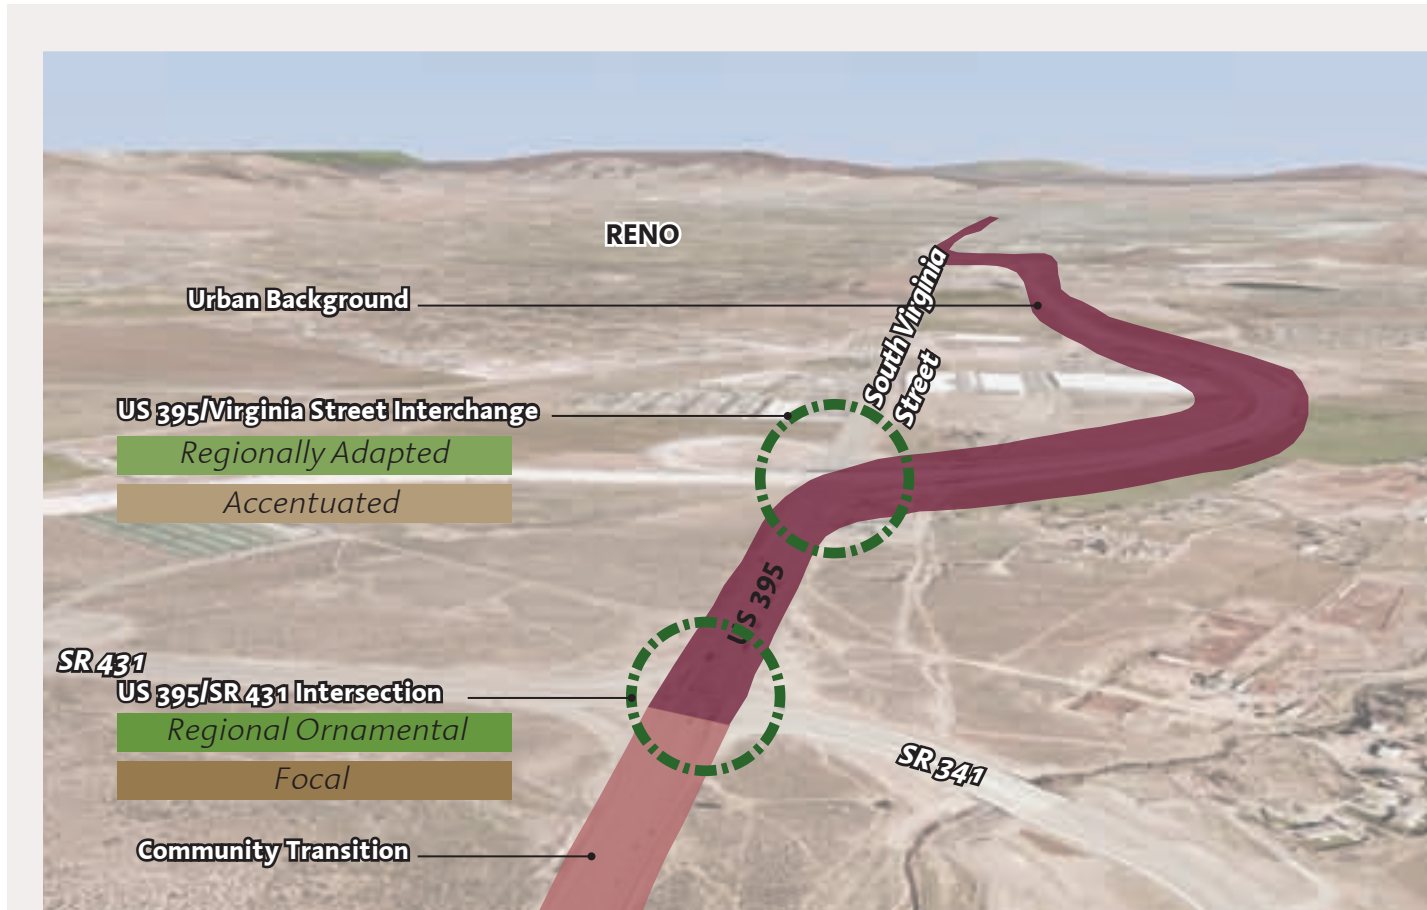 RENO
Urban Background
South Virginia
Street
US 395/Virginia Street Interchange
Regionally Adapted
Accentuated
US 395
SR 431
US 395/SR 431 Intersection
Regional Ornamental
Focal
SR 341
Community Transition